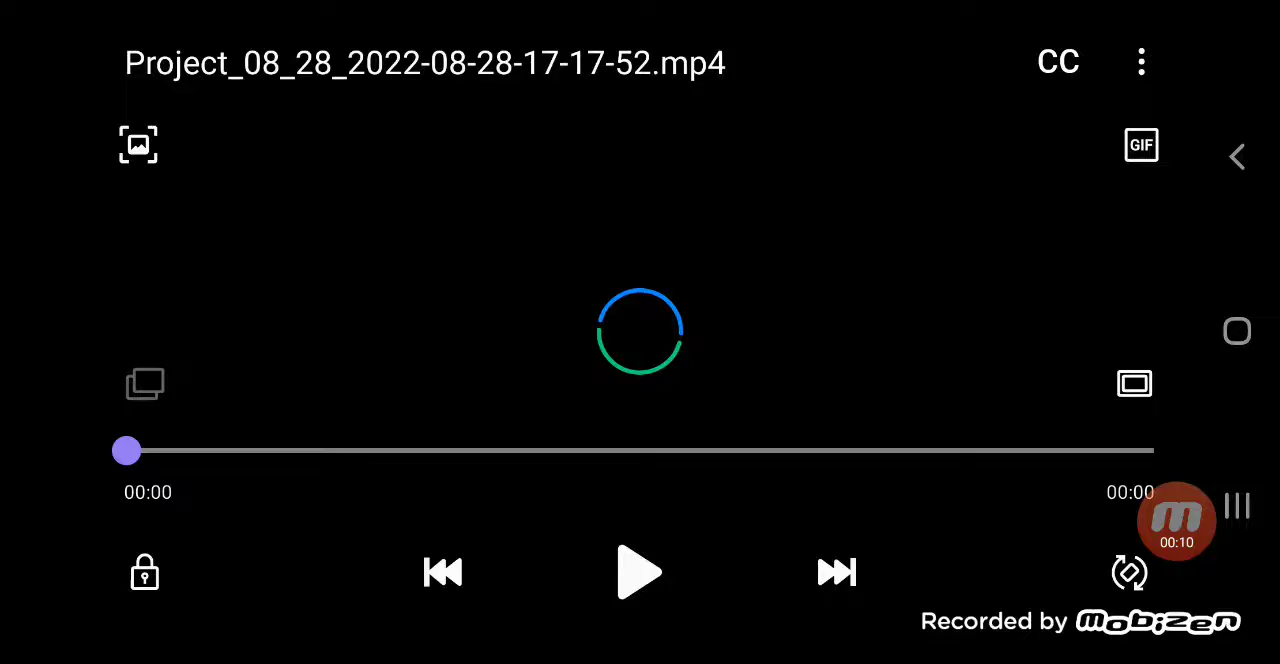 Project_08_28_2022-08-28-17-17-52.mp4
CC
GIF
00:00
00:00
m
00:10
Recorded by mobizen